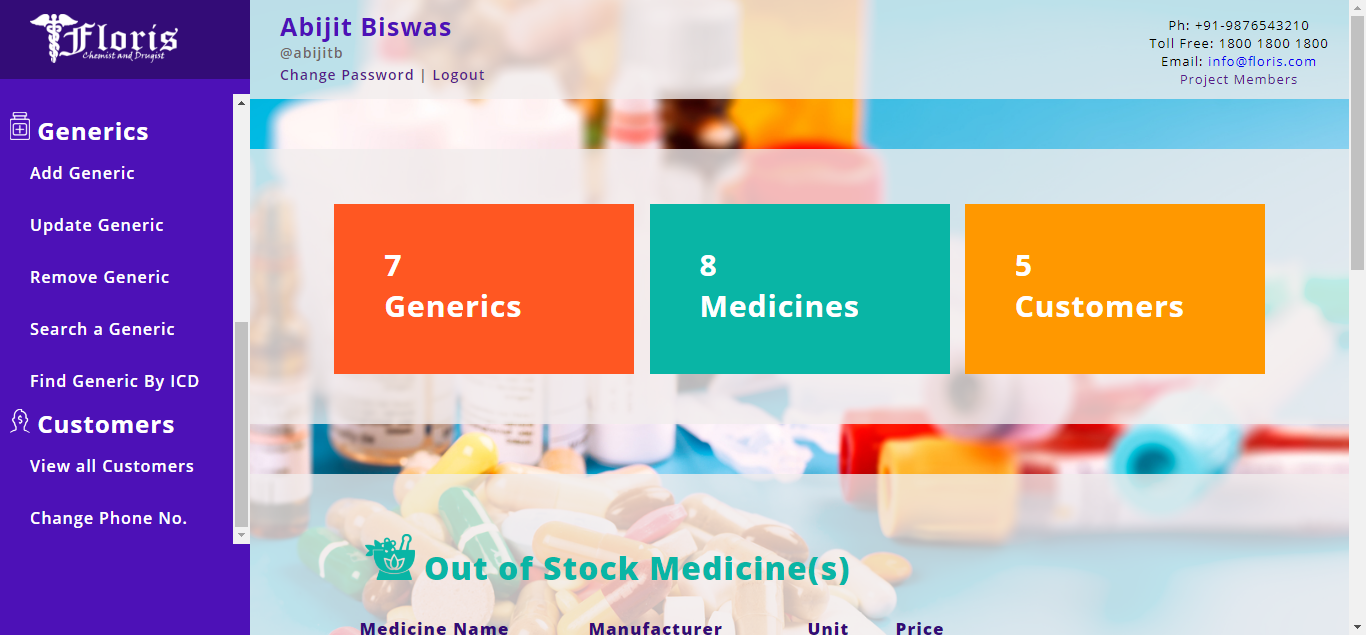 Floris
Chemist and Drugist
Generics
Add Generic
Update Generic
Remove Generic
Search a Generic
Find Generic By ICD
Customers
View all Customers
Change Phone No.
Abijit Biswas
@abijitb
Change Password | Logout
Ph: +91-9876543210
Toll Free: 1800 1800 1800
Email: info@floris.com
Project Members
7
Generics
8
Medicines
5
Customers
Out of Stock Medicine(s)
Medicine Name Manufacturer Unit Price